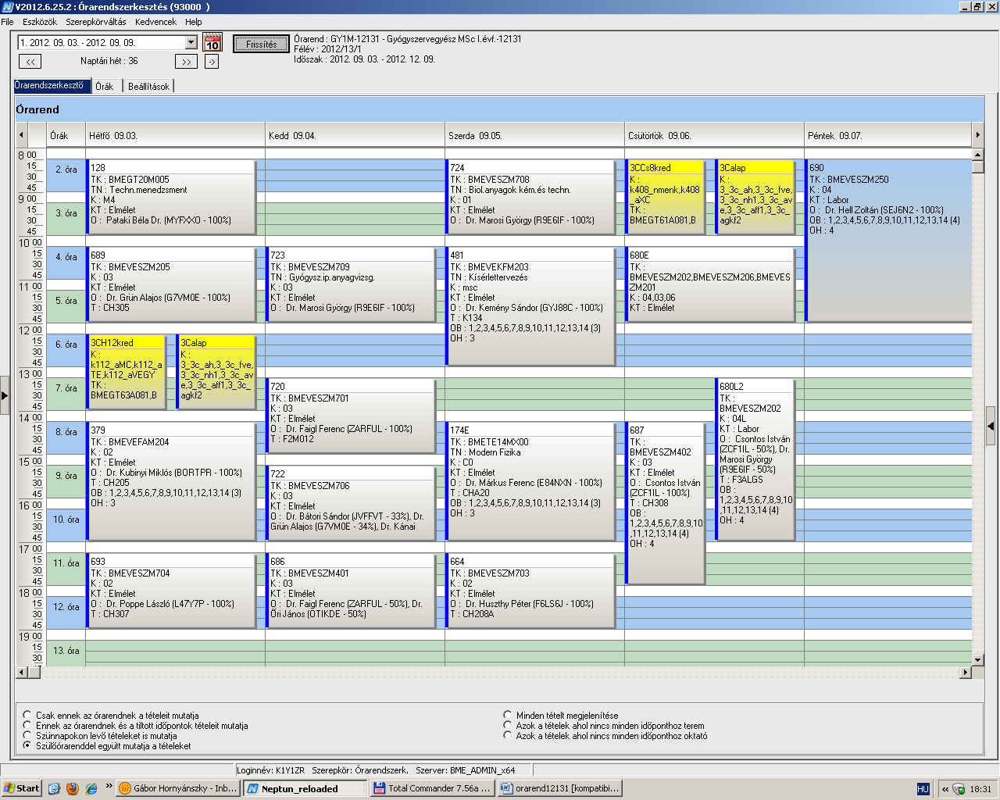 V2012.6.25.2 : Órarendszerkesztés (93000  )
File Eszközök Szerepkörváltás Kedvencek Help
1. 2012. 09. 03. - 2012. 09. 09.
10
Frissítés
Órarend : GY1M-12131 - Gyógyszervegyész MSc I.évf.-12131
Félév : 2012/13/1
Időszak : 2012. 09. 03. - 2012. 12. 09.
<< Naptári hét : 36 >> ->
Órarendszerkesztő Órák Beállítások
Órarend
Órák Hétfő 09.03. Kedd 09.04. Szerda 09.05. Csütörtök 09.06. Péntek 09.07.
8 00
15
30
45
9 00
15
30
45
10 00
15
30
45
11 00
15
30
45
12 00
15
30
45
13 00
15
30
45
14 00
15
30
45
15 00
15
30
45
16 00
15
30
45
17 00
15
30
45
18 00
15
30
45
19 00
15
30
2. óra
3. óra
4. óra
5. óra
6. óra
7. óra
8. óra
9. óra
10. óra
11. óra
12. óra
13. óra
128
TK : BMEGT20M005
TN : Techn.menedzsment
K : M4
KT : Elmélet
O :  Pataki Béla Dr. (MYFXXO - 100%)
689
TK : BMEVESZM205
K : 03
KT : Elmélet
O :  Dr. Grün Alajos (G7VM0E - 100%)
T : CH305
3CH12kred
K :
k112_aMC,k112_a
TE,k112_aVEGY
TK :
BMEGT63A081,B
3Calap
K :
3_3c_ah,3_3c_fve,
3_3c_nh1,3_3c_av
e,3_3c_aff1,3_3c_
agkf2
379
TK : BMEVEFAM204
K : 02
KT : Elmélet
O :  Dr. Kubinyi Miklós (BORTPR - 100%)
T : CH205
OB : 1,2,3,4,5,6,7,8,9,10,11,12,13,14 (3)
OH : 3
693
TK : BMEVESZM704
K : 02
KT : Elmélet
O :  Dr. Poppe László (L47Y7P - 100%)
T : CH307
723
TK : BMEVESZM709
TN : Gyógysz.ip.anyagvizsg.
K : 03
KT : Elmélet
O :  Dr. Marosi György (R9E6IF - 100%)
720
TK : BMEVESZM701
K : 03
KT : Elmélet
O :  Dr. Faigl Ferenc (ZARFUL - 100%)
T : F2M012
722
TK : BMEVESZM706
K : 03
KT : Elmélet
O :  Dr. Bátori Sándor (JVFFVT - 33%), Dr.
Grün Alajos (G7VM0E - 34%), Dr. Kánai
686
TK : BMEVESZM401
K : 03
KT : Elmélet
O :  Dr. Faigl Ferenc (ZARFUL - 50%), Dr.
Őri János (OTIKDE - 50%)
724
TK : BMEVESZM708
TN : Biol.anyagok kém.és techn.
K : 01
KT : Elmélet
O :  Dr. Marosi György (R9E6IF - 100%)
481
TK : BMEVEKFM203
TN : Kísérlettervezés
K : msc
KT : Elmélet
O :  Dr. Kemény Sándor (GYJ88C - 100%)
T : K134
OB : 1,2,3,4,5,6,7,8,9,10,11,12,13,14 (3)
OH : 3
174E
TK : BMETE14MX00
TN : Modern Fizika
K : C0
KT : Elmélet
O :  Dr. Márkus Ferenc (E84NXN - 100%)
T : CHA20
OB : 1,2,3,4,5,6,7,8,9,10,11,12,13,14 (3)
OH : 3
664
TK : BMEVESZM703
K : 02
KT : Elmélet
O :  Dr. Huszthy Péter (F6LS6J - 100%)
T : CH208A
3CCs8kred
K :
k408_nmenk,k408
_aXC
TK :
BMEGT61A081,B
3Calap
K :
3_3c_ah,3_3c_fve,
3_3c_nh1,3_3c_av
e,3_3c_aff1,3_3c_
agkf2
680E
TK :
BMEVESZM202,BMEVESZM206,BMEVES
ZM201
K : 04,03,06
KT : Elmélet
687
TK :
BMEVESZM402
K : 03
KT : Elmélet
O :  Csontos István
(ZCF1IL - 100%)
T : CH308
OB :
1,2,3,4,5,6,7,8,9,10
,11,12,13,14 (4)
OH : 4
680L2
TK :
BMEVESZM202
K : 04L
KT : Labor
O :  Csontos István
(ZCF1IL - 50%), Dr.
Marosi György
(R9E6IF - 50%)
T : F3ALGS
OB :
1,2,3,4,5,6,7,8,9,10
,11,12,13,14 (4)
OH : 4
690
TK : BMEVESZM250
K : 04
KT : Labor
O :  Dr. Hell Zoltán (SEJ6N2 - 100%)
OB : 1,2,3,4,5,6,7,8,9,10,11,12,13,14 (4)
OH : 4
Csak ennek az órarendnek a tételeit mutatja
Ennek az órarendnek és a tiltott időpontok tételeit mutatja
Szünnapokon levő tételeket is mutatja
Szülőórarenddel együtt mutatja a tételeket
Minden tételt megjelenítése
Azok a tételek ahol nincs minden időponthoz terem
Azok a tételek ahol nincs minden időponthoz oktató
Loginnév: K1Y1ZR Szerepkör: Órarendszerk. Szerver: BME_ADMIN_x64
Start » Gábor Hornyánszky - Inb... Neptun_reloaded Total Commander 7.56a ... orarend12131 [kompatibi... HU « 18:31